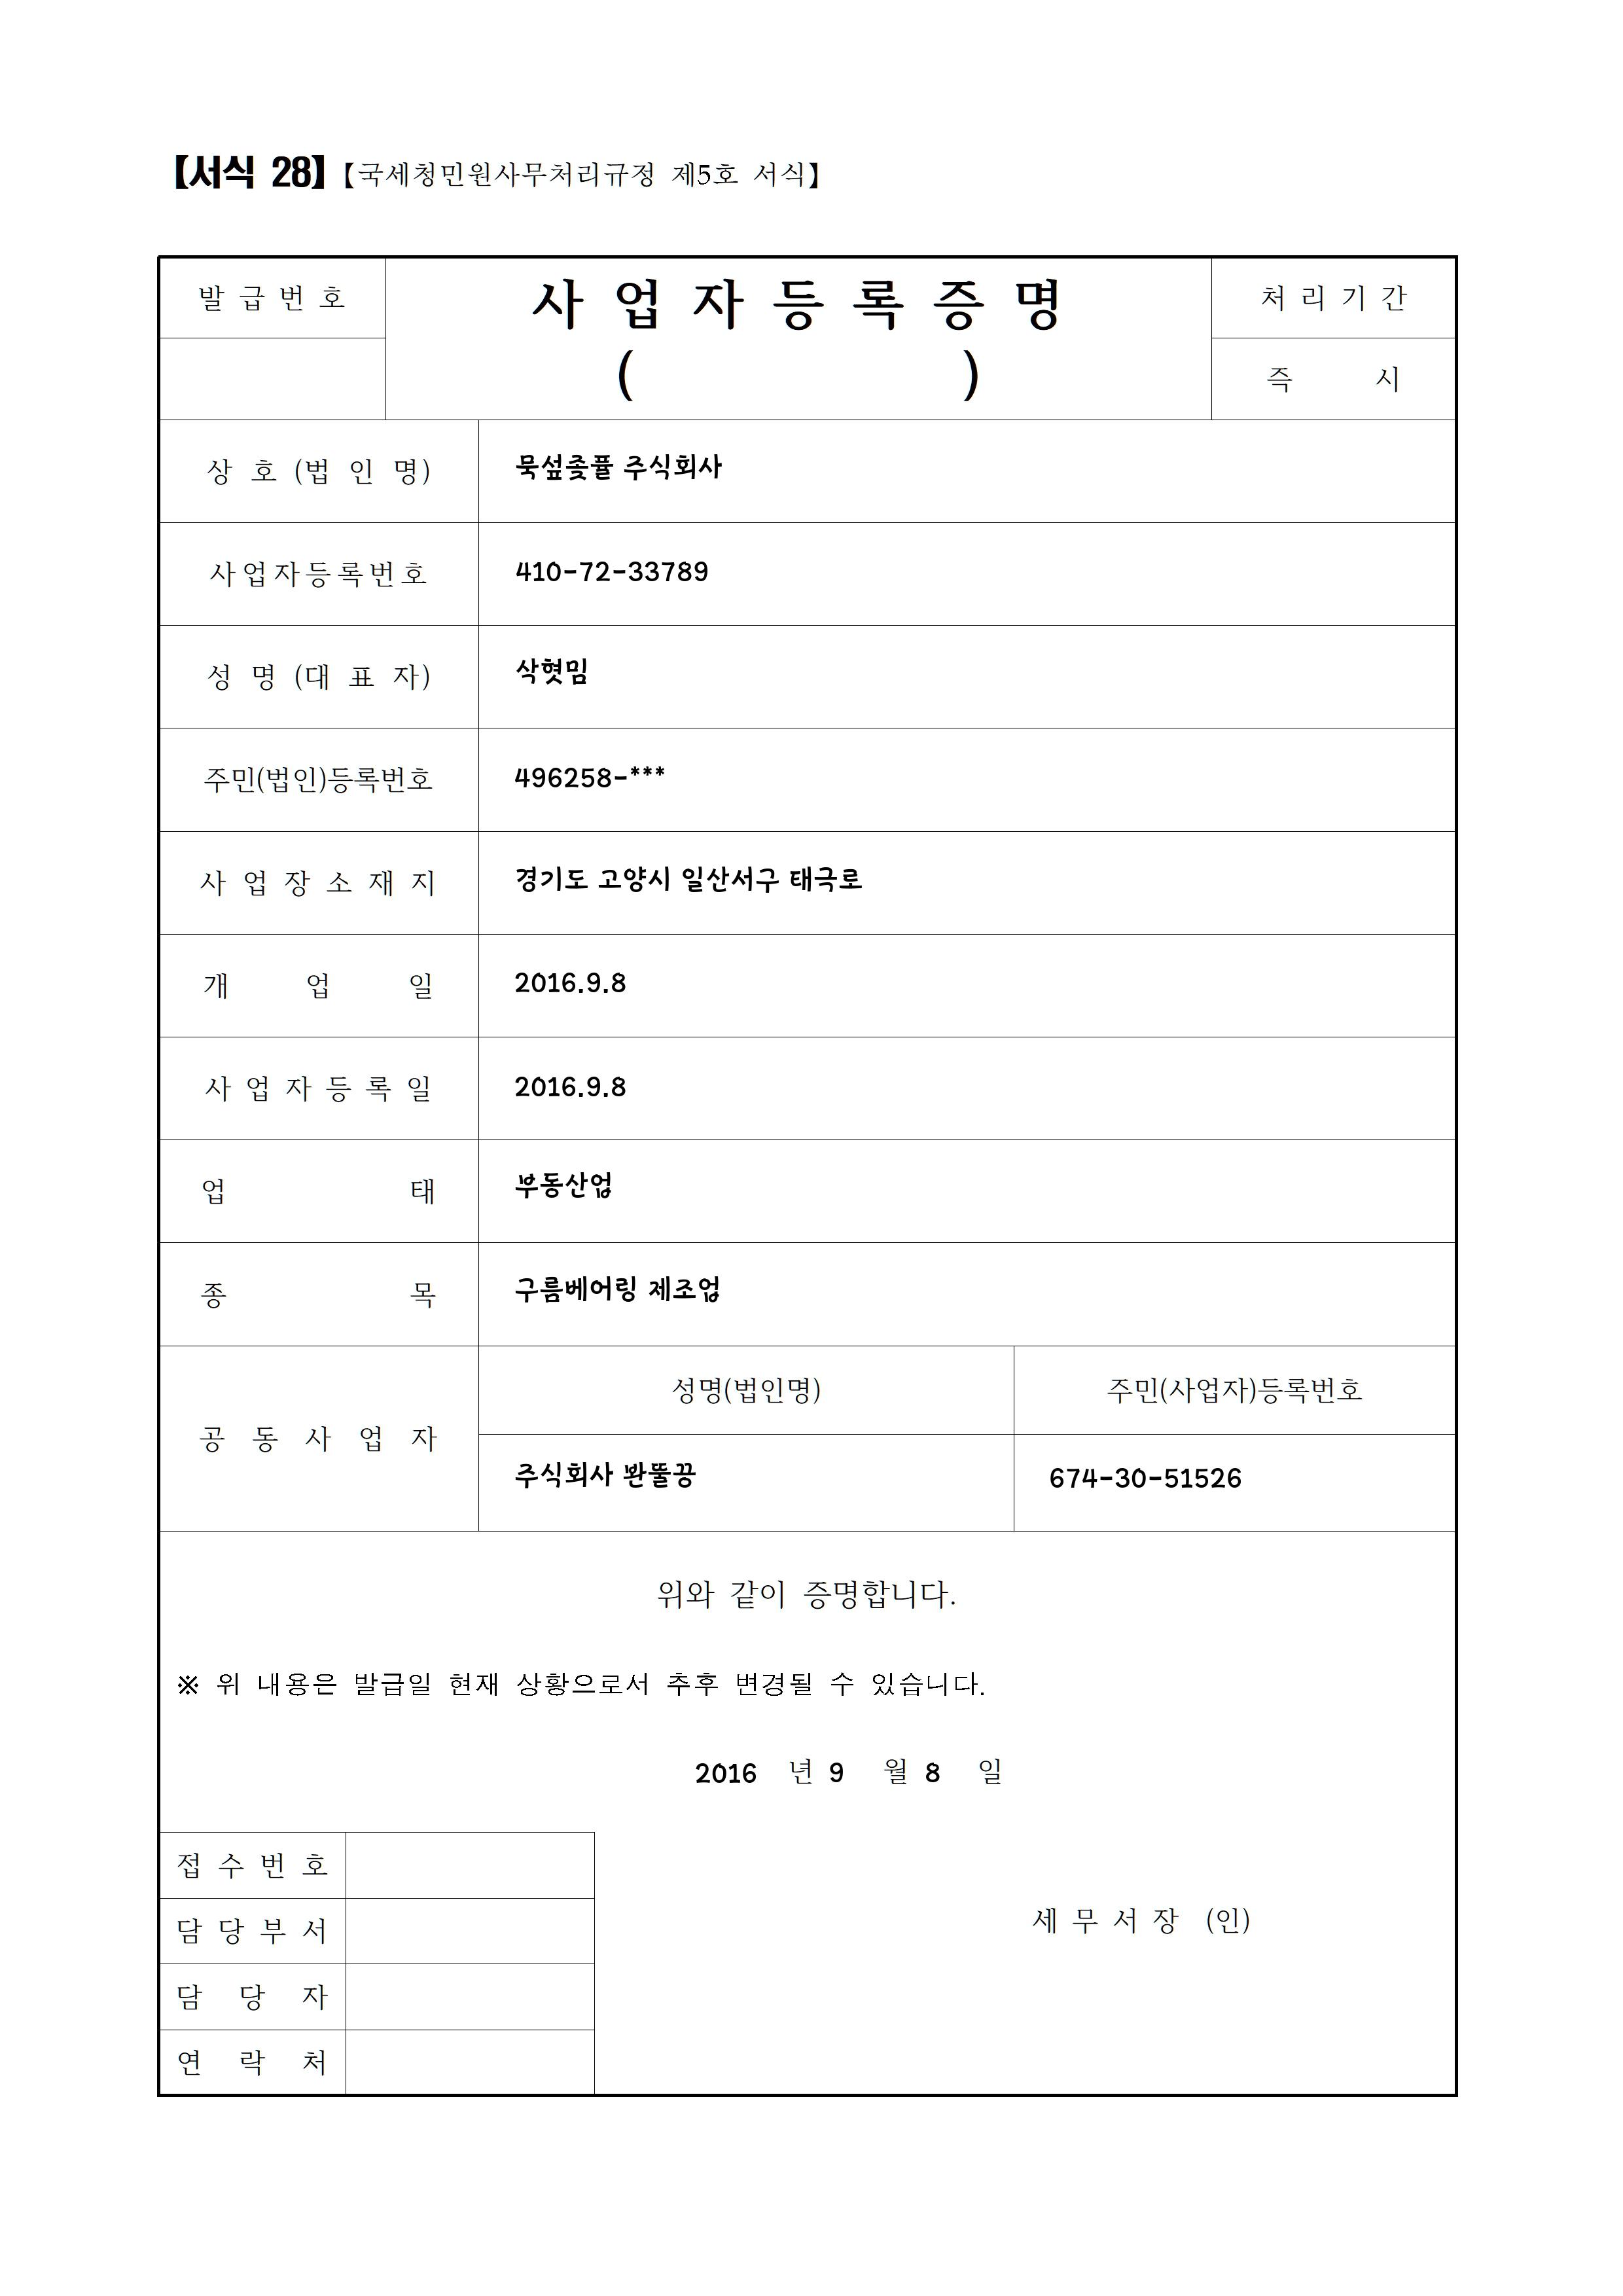 【서식 28】【국세청민원사무처리규정 제5호 서식】
발 급 번 호
사 업 자 등 록 증 명
( )
처 리 기 간
즉 시
상 호 (법 인 명)
묵섶좆퓰 주식회사
사업자등록번호
410-72-33789
성 명 (대 표 자)
삭혓밈
주민(법인)등록번호
496258-***
사 업 장 소 재 지
경기도 고양시 일산서구 태극로
개 업 일
2016.9.8
사 업 자 등 록 일
2016.9.8
업 태
부동산업
종 목
구름베어링 제조업
공 동 사 업 자
성명(법인명)
주민(사업자)등록번호
주식회사 봔뚤끙
674-30-51526
위와 같이 증명합니다.
※ 위 내용은 발급일 현재 상황으로서 추후 변경될 수 있습니다.
2016 년 9 월 8 일
접 수 번 호
담 당 부 서
세 무 서 장 (인)
담 당 자
연 락 처